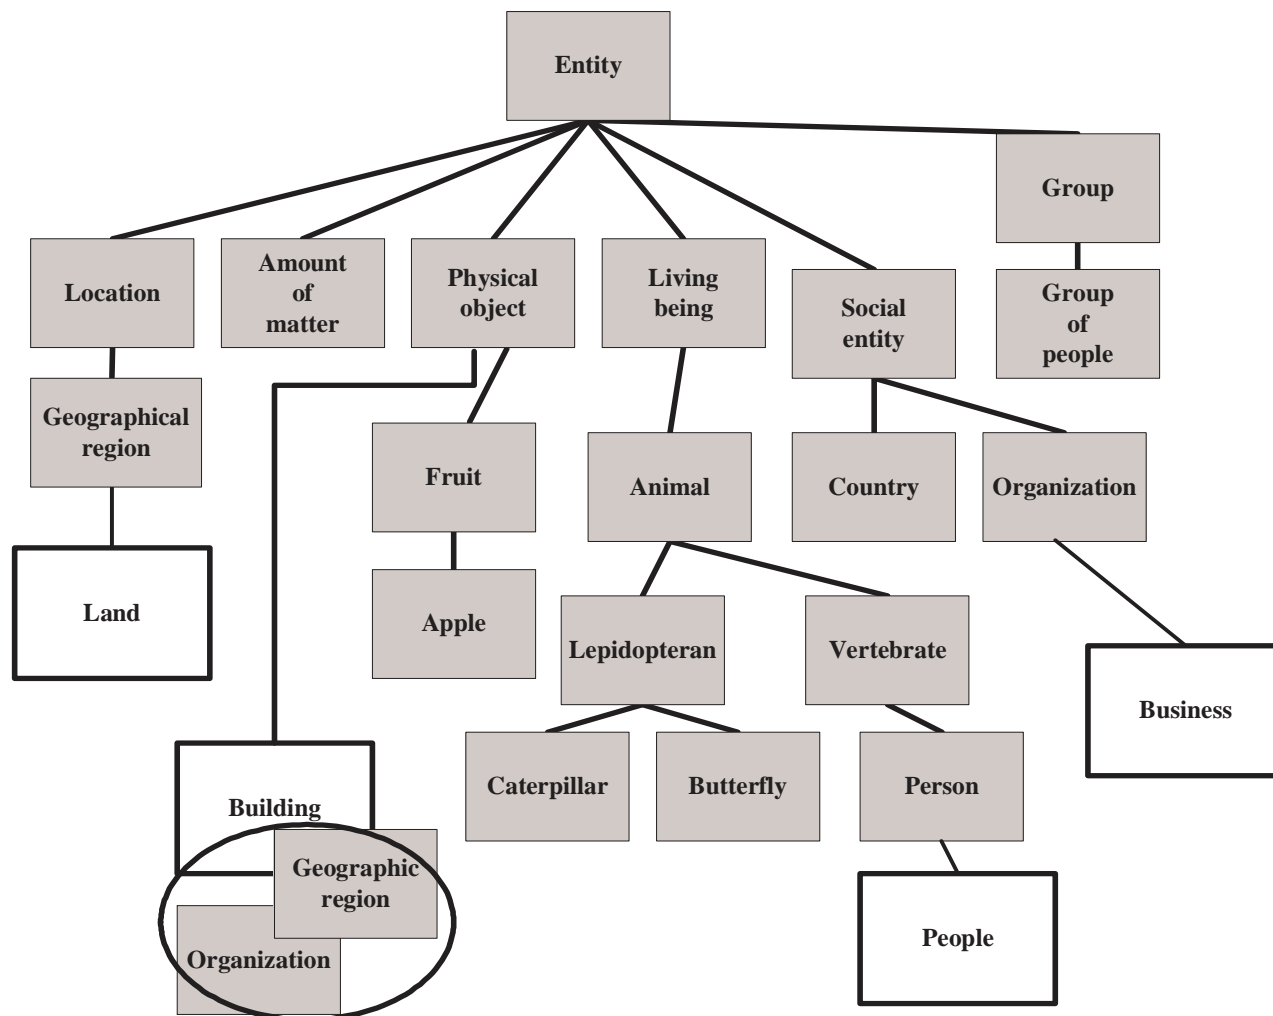 Entity
Group
Location
Amount
of
matter
Physical
object
Living
being
Social
entity
Group
of
people
Geographical
region
Fruit
Animal
Country
Organization
Land
Apple
Lepidopteran
Vertebrate
Business
Building
Caterpillar
Butterfly
Person
Geographic
region
People
Organization